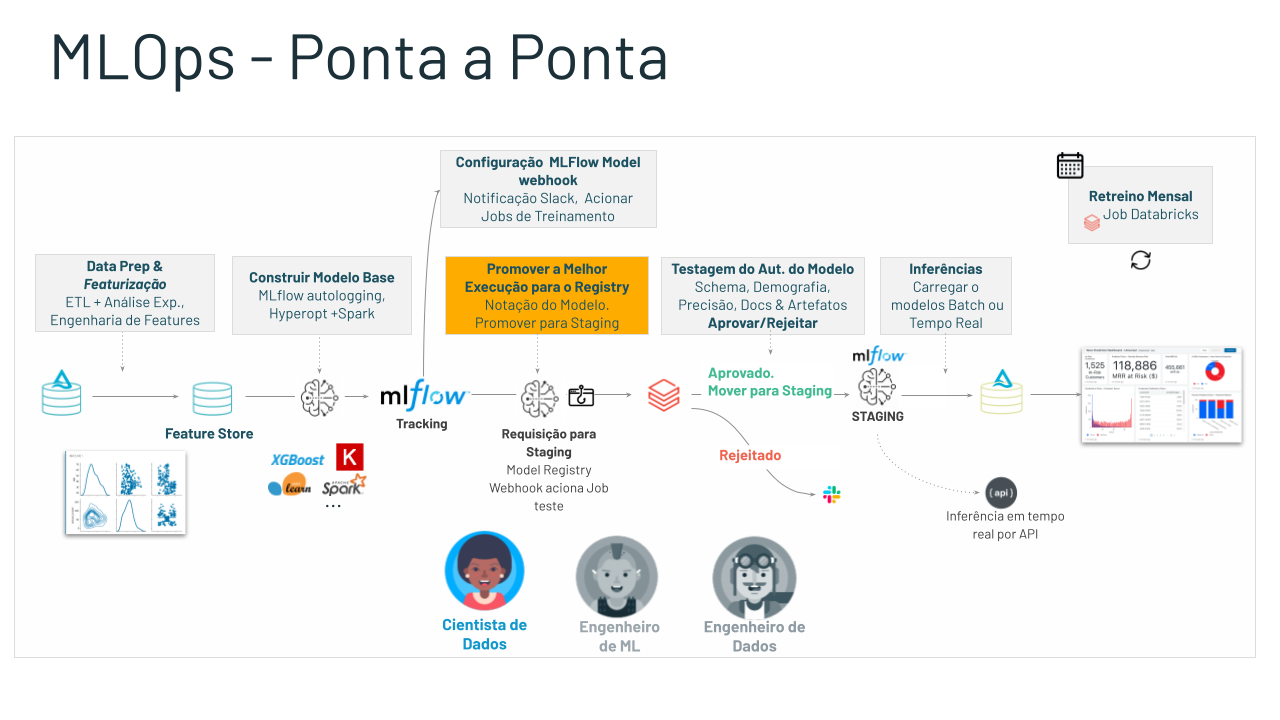 MLOps - Ponta a Ponta
Configuração MLFlow Model
webhook
Notificação Slack, Acionar
Jobs de Treinamento
Retreino Mensal
Job Databricks
Data Prep &
Featurização
ETL + Análise Exp.,
Engenharia de Features
Construir Modelo Base
MLflow autologging,
Hyperopt +Spark
Promover a Melhor
Execução para o Registry
Notação do Modelo.
Promover para Staging
Testagem do Aut. do Modelo
Schema, Demografia,
Precisão, Docs & Artefatos
Aprovar/Rejeitar
Inferências
Carregar o
modelos Batch ou
Tempo Real
mlflow
Tracking
Aprovado.
Mover para Staging
mlflow
STAGING
1,525
118,886
MRR at Risk ($)
Feature Store
XGBoost
K
learn
APACHE
Spark
...
Requisição para
Staging
Model Registry
Webhook aciona Job
teste
Rejeitado
{api}
Inferência em tempo
real por API
Cientista de
Dados
Engenheiro
de ML
Engenheiro de
Dados